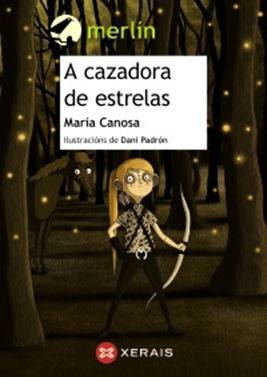 merlín
A cazadora
de estrelas
María Canosa
Ilustracións de Dani Padrón
XERAIS